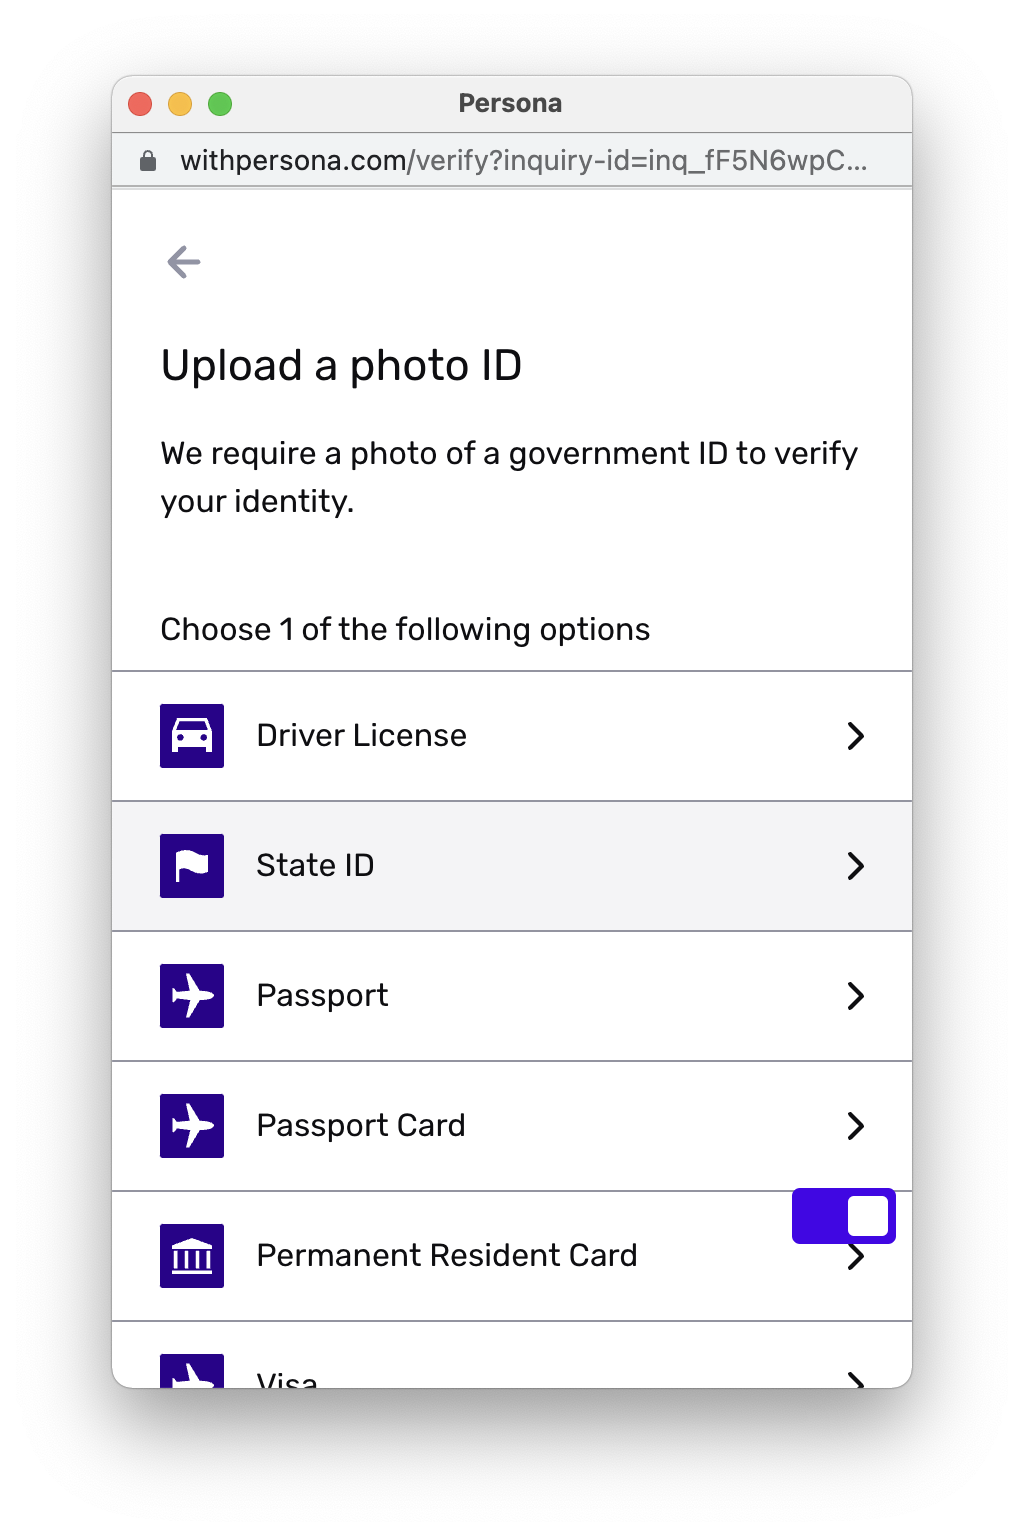 Persona
withpersona.com/verify?inquiry-id=inq_fF5N6wpC...
Upload a photo ID
We require a photo of a government ID to verify
your identity.
Choose 1 of the following options
Driver License
State ID
Passport
Passport Card
Permanent Resident Card
Visa